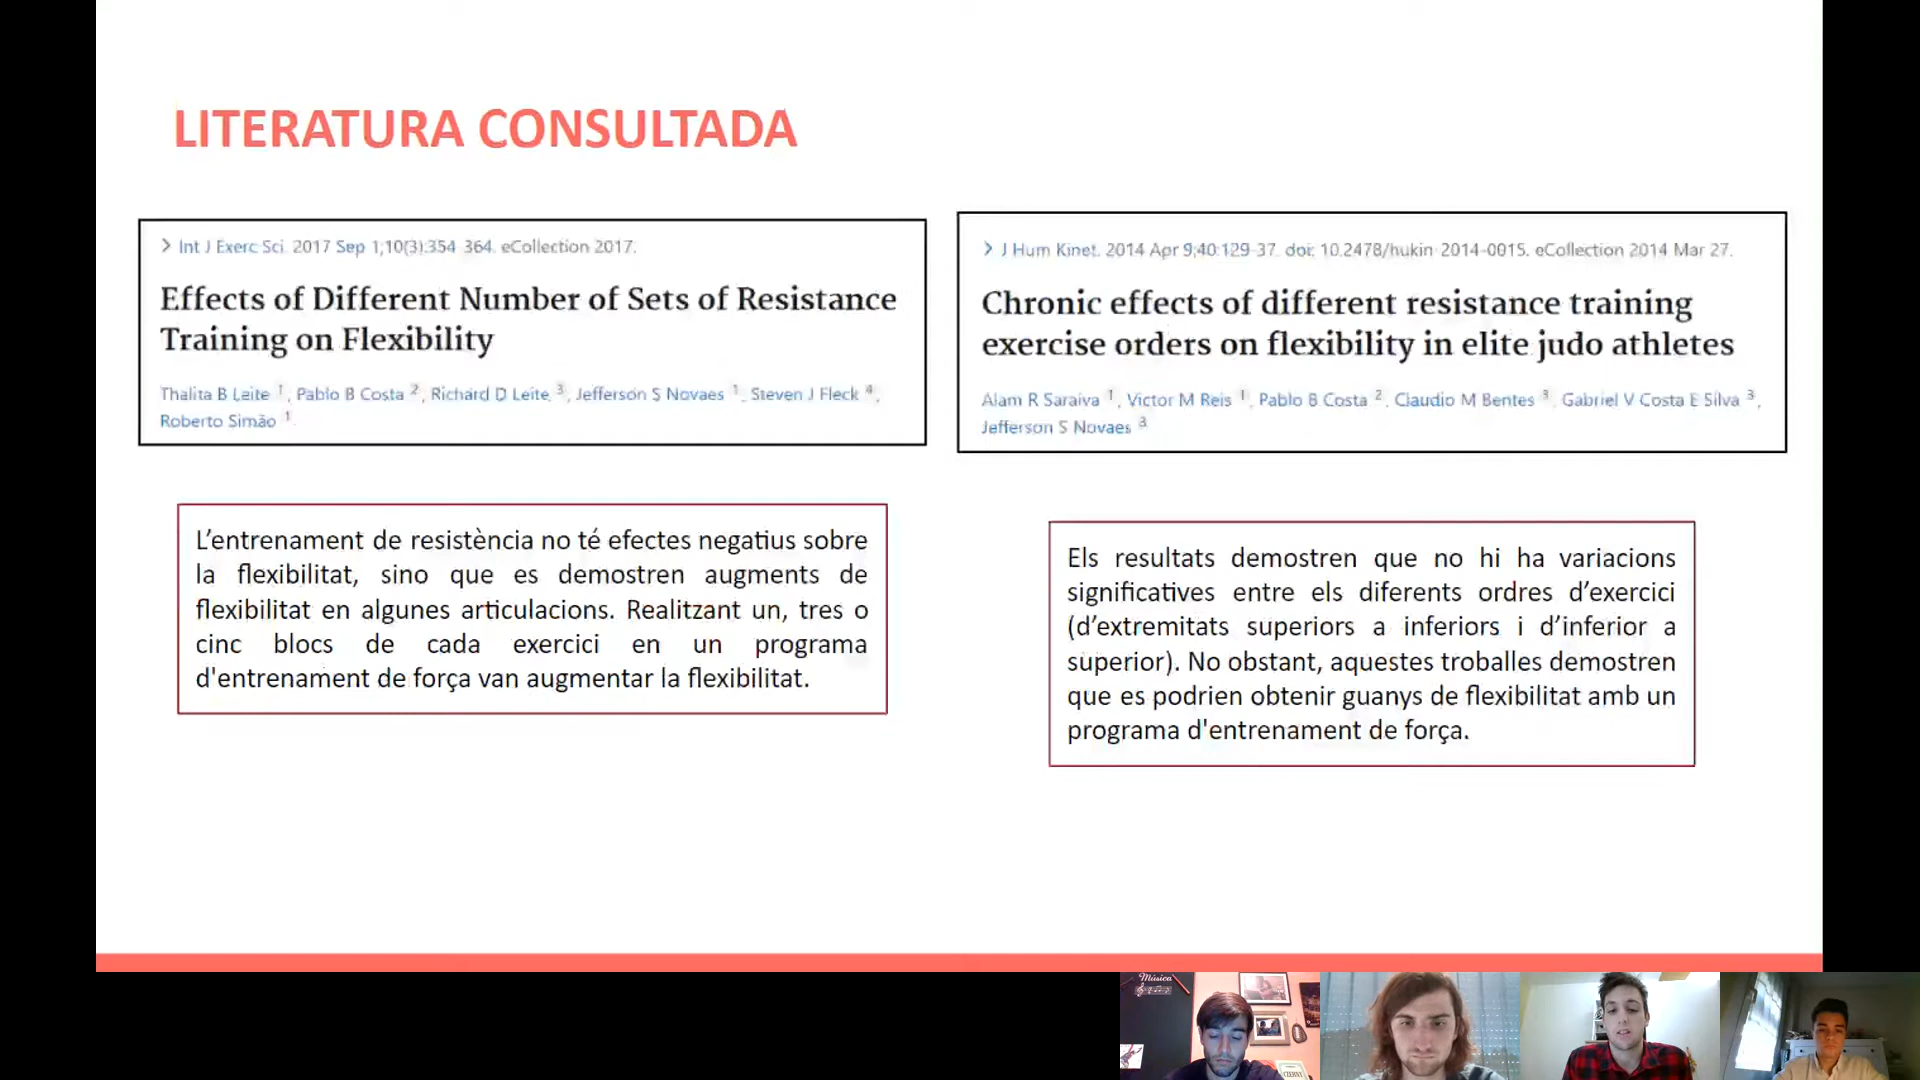 LITERATURA CONSULTADA
> Int J Exerc Sci. 2017 Sep 1;10(3):354-364. eCollection 2017.
Effects of Different Number of Sets of Resistance
Training on Flexibility
Thalita B Leite 1, Pablo B Costa 2, Richard D Leite 3, Jefferson S Novaes 1, Steven J Fleck 4,
Roberto Simão 1
> J Hum Kinet. 2014 Apr 9;40:129-37. doi: 10.2478/hukin-2014-0015. eCollection 2014 Mar 27.
Chronic effects of different resistance training
exercise orders on flexibility in elite judo athletes
Alam R Saraiva 1, Victor M Reis 1, Pablo B Costa 2, Claudio M Bentes 3, Gabriel V Costa E Silva 3,
Jefferson S Novaes 3
L’entrenament de resistència no té efectes negatius sobre
la flexibilitat, sino que es demostren augments de
flexibilitat en algunes articulacions. Realitzant un, tres o
cinc blocs de cada exercici en un programa
d'entrenament de força van augmentar la flexibilitat.
Els resultats demostren que no hi ha variacions
significatives entre els diferents ordres d’exercici
(d’extremitats superiors a inferiors i d’inferior a
superior). No obstant, aquestes troballes demostren
que es podrien obtenir guanys de flexibilitat amb un
programa d'entrenament de força.
Música
CZERNY